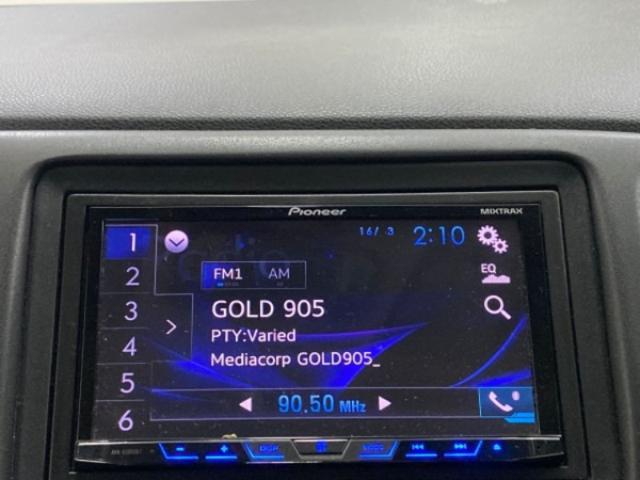 Pioneer
MIXTRAX
16/ 3
2:10
1
2
3
4
5
6
FM1
AM
EQ
GOLD 905
PTY:Varied
Mediacorp GOLD905_
90.50 MHz
DISP